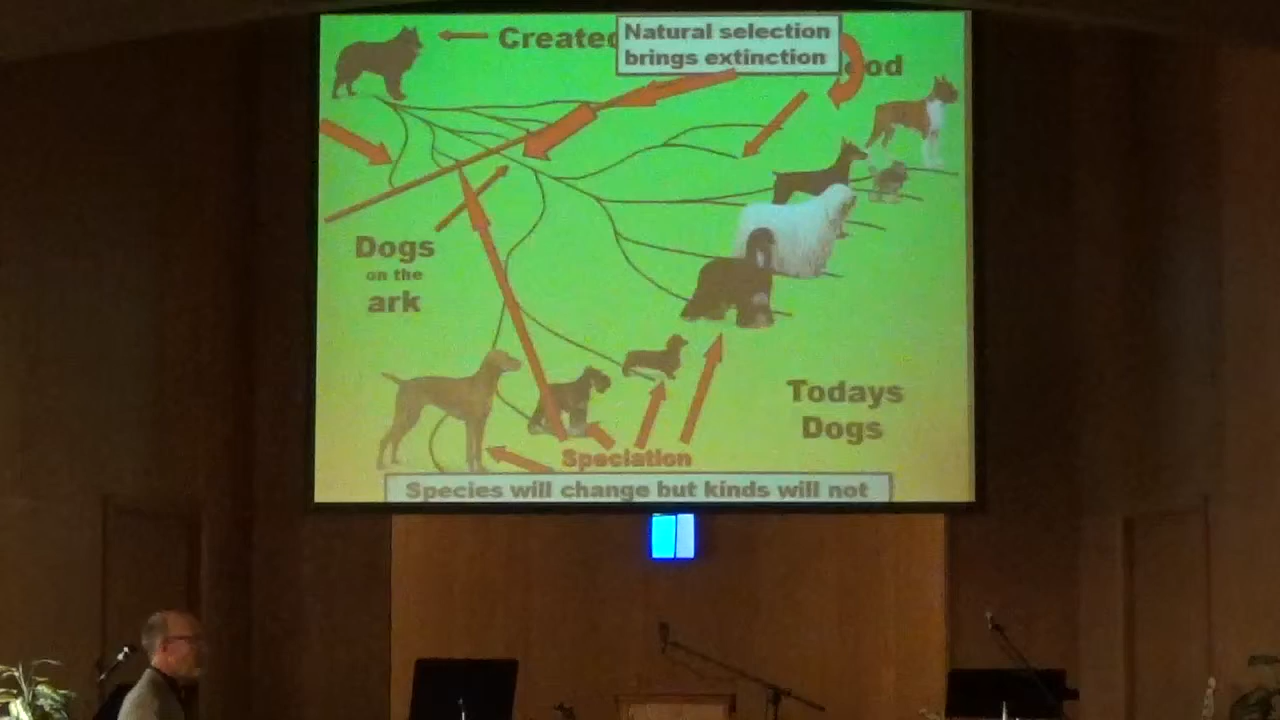 Created
Natural selection
brings extinction
ood
Dogs
on the
ark
Todays
Dogs
Speciation
Species will change but kinds will not